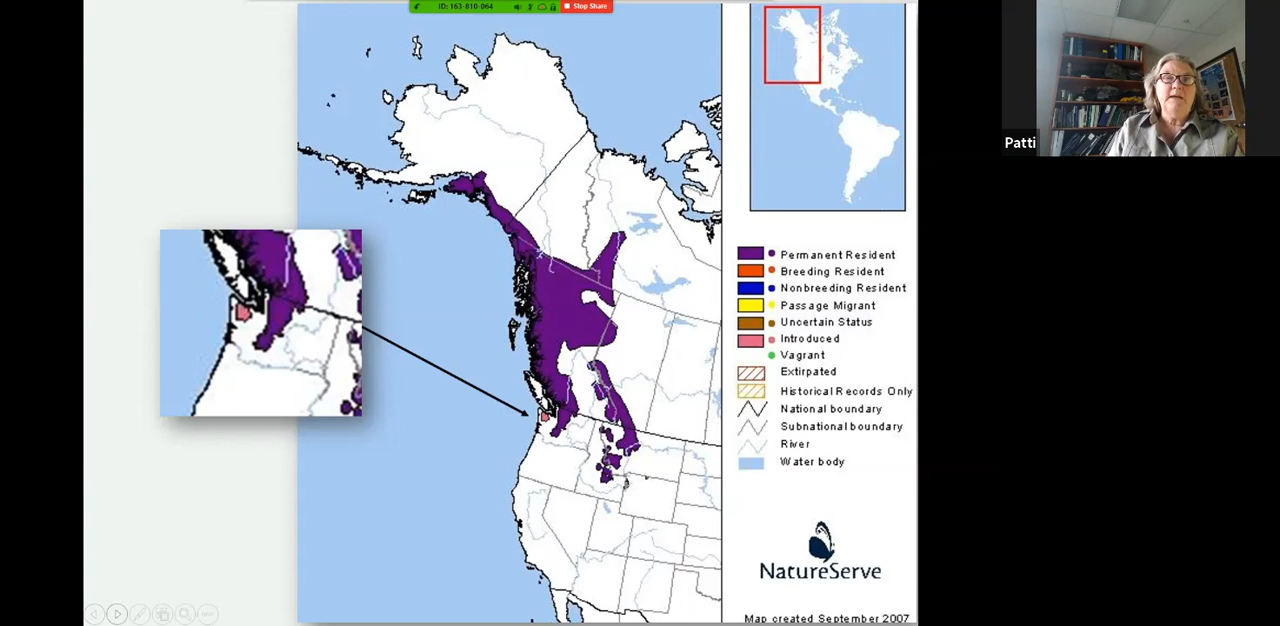 ID: 163-810-064
Stop Share
Patti
Permanent Resident
Breeding Resident
Nonbreeding Resident
Passage Migrant
Uncertain Status
Introduced
Vagrant
Extirpated
Historical Records Only
National boundary
Subnational boundary
River
Water body
NatureServe
Map created September 2007